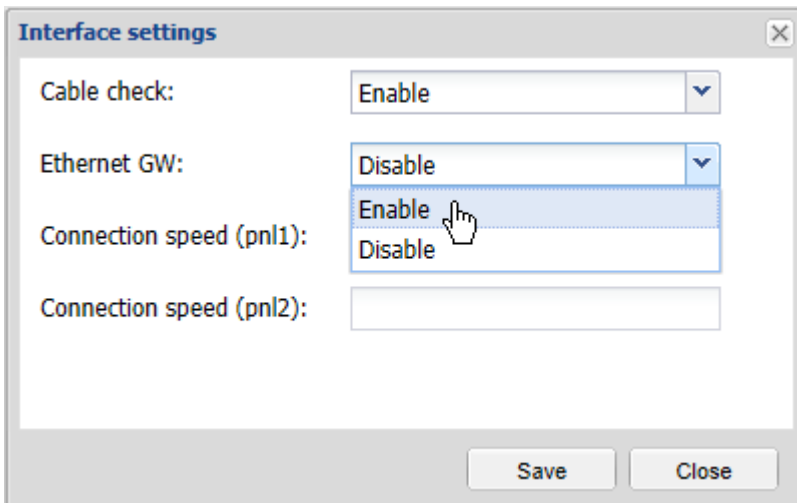 Interface settings
Cable check: Enable
Ethernet GW: Disable
Enable
Connection speed (pnl1):
Disable
Connection speed (pnl2):
Save Close